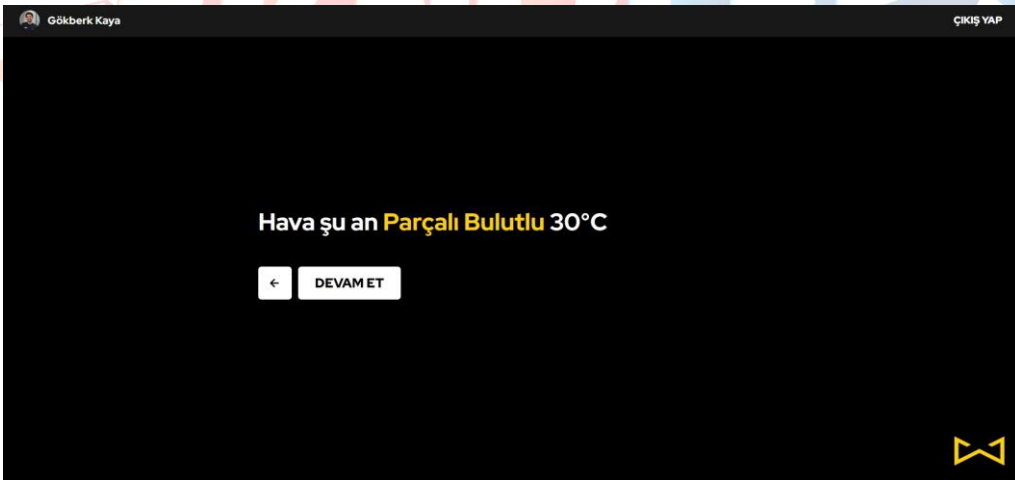 Gökberk Kaya
ÇIKIŞ YAP
Hava şu an Parçalı Bulutlu 30°C
← DEVAM ET